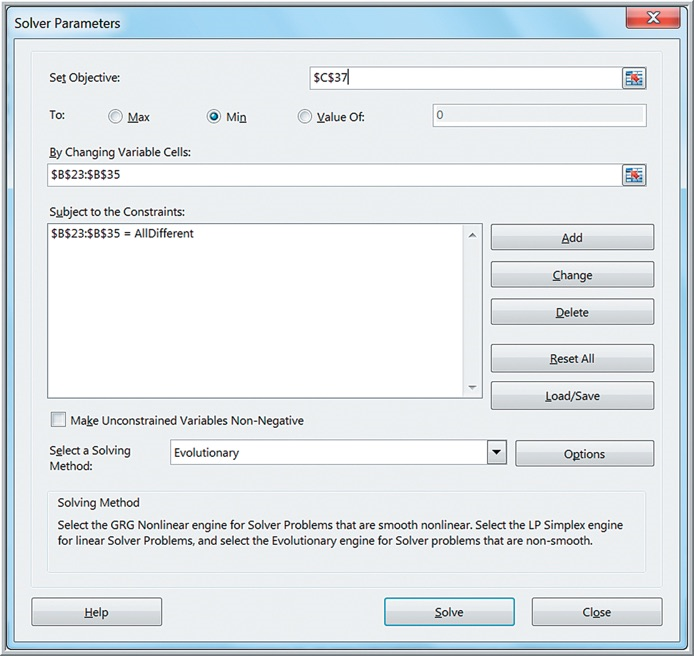 Solver Parameters
Set Objective: $C$37
To: Max Min Value Of: 0
By Changing Variable Cells:
$B$23:$B$35
Subject to the Constraints:
$B$23:$B$35 = AllDifferent
Add
Change
Delete
Reset All
Load/Save
Make Unconstrained Variables Non-Negative
Select a Solving
Method:
Evolutionary
Options
Solving Method
Select the GRG Nonlinear engine for Solver Problems that are smooth nonlinear. Select the LP Simplex engine
for linear Solver Problems, and select the Evolutionary engine for Solver problems that are non-smooth.
Help Solve Close